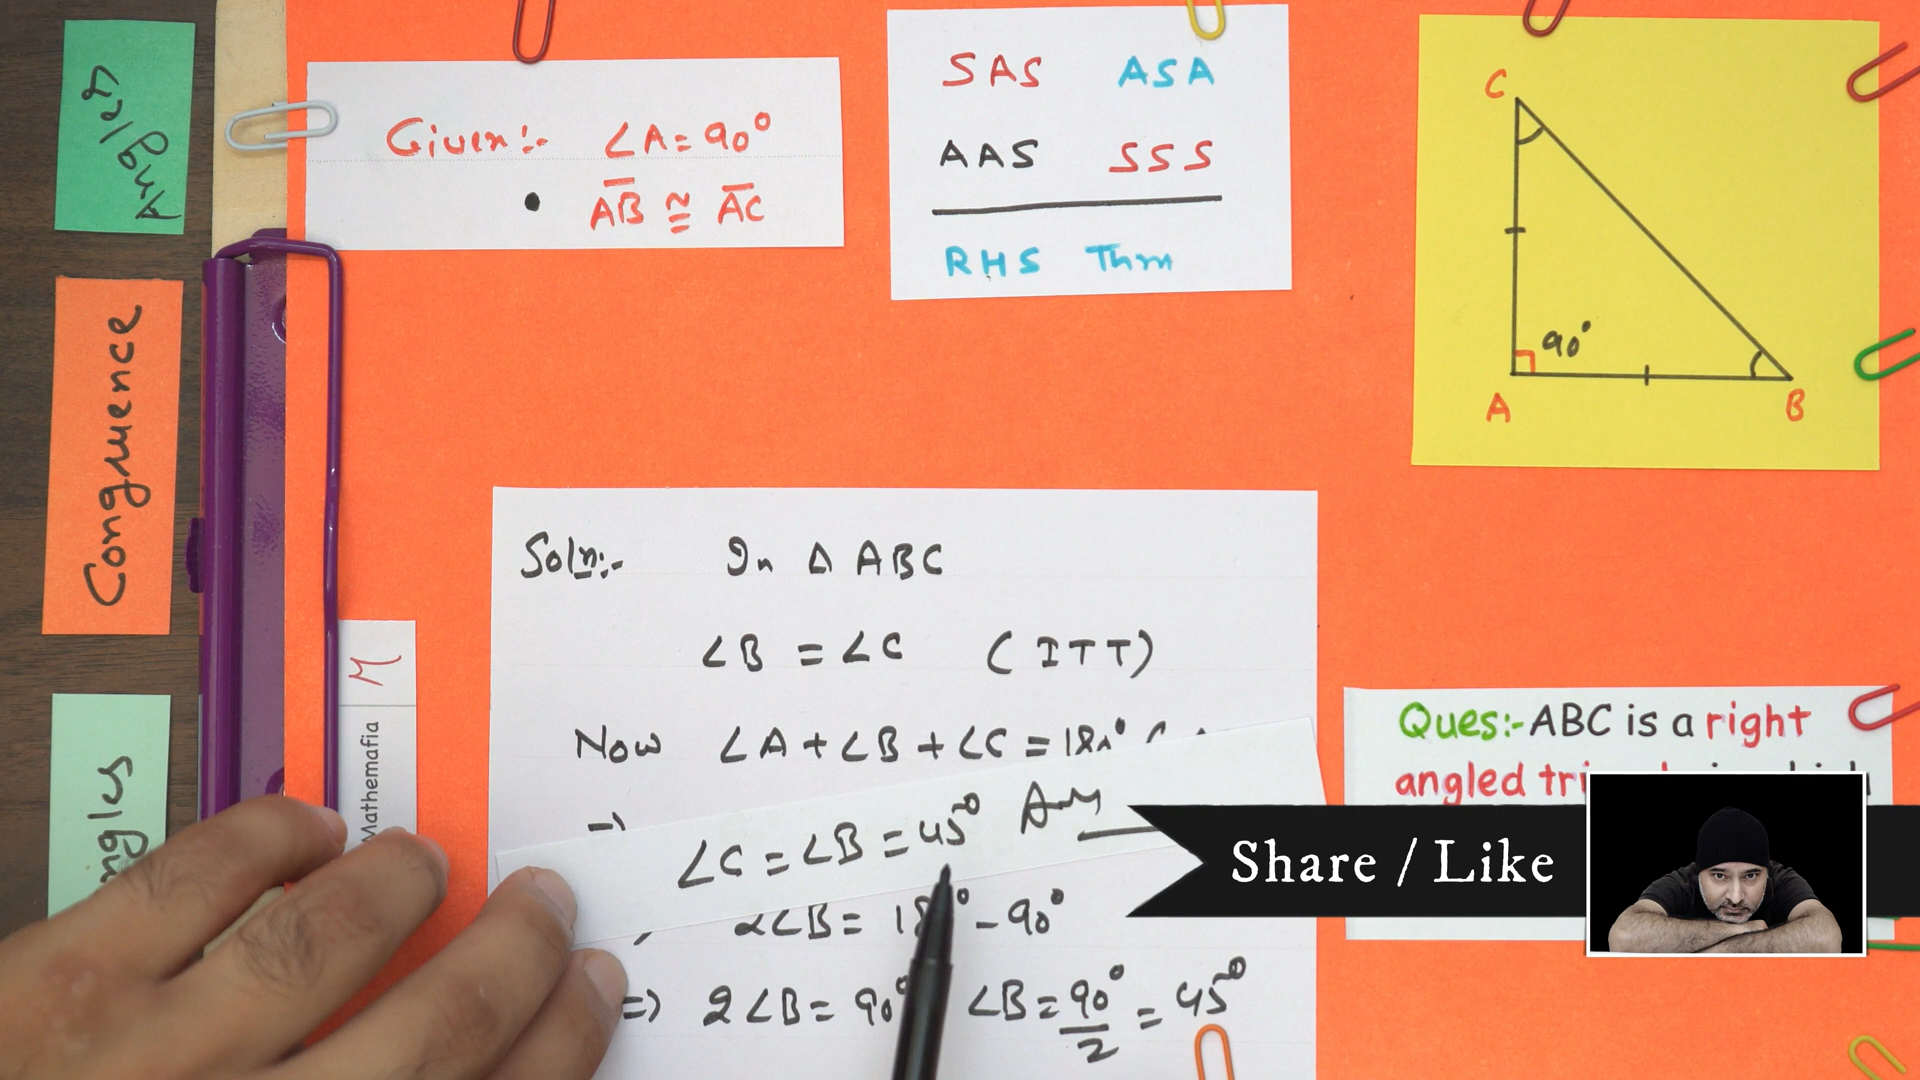 Angles
Congruence
ngles
Given:- ∠A=90°
• AB ≅ AC
SAS ASA
AAS SSS
RHS Thm
C
90°
A B
Soln:- In Δ ABC
∠B = ∠C (ITT)
Now ∠A+∠B+∠C=180°
∠C = ∠B = 45° Ans
2∠B = 180° - 90°
=> 2∠B = 90° ∠B = 90°/2 = 45°
M
Mathemafia
Ques:- ABC is a right
angled
Share / Like